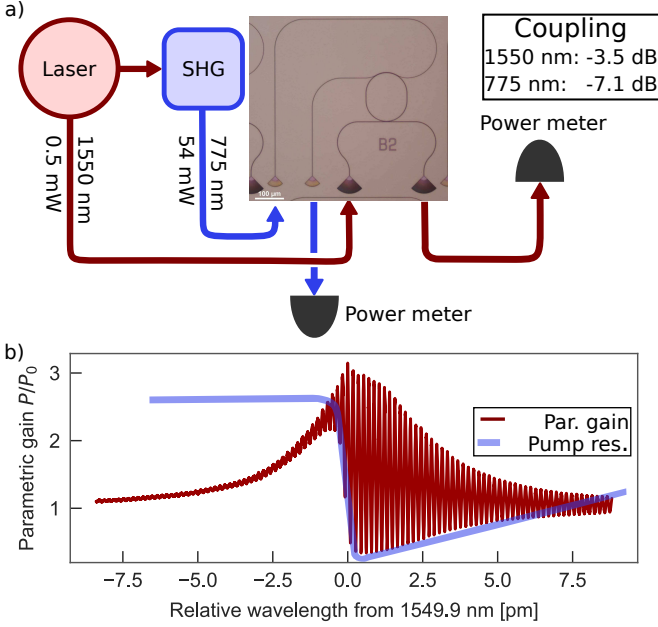 a)
Laser
SHG
1550 nm
0.5 mW
775 nm
54 mW
B2
100 μm
Coupling
1550 nm: -3.5 dB
775 nm: -7.1 dB
Power meter
Power meter
b)
Parametric gain P/P0
3
2
1
Par. gain
Pump res.
−7.5
−5.0
−2.5
0.0
2.5
5.0
7.5
Relative wavelength from 1549.9 nm [pm]